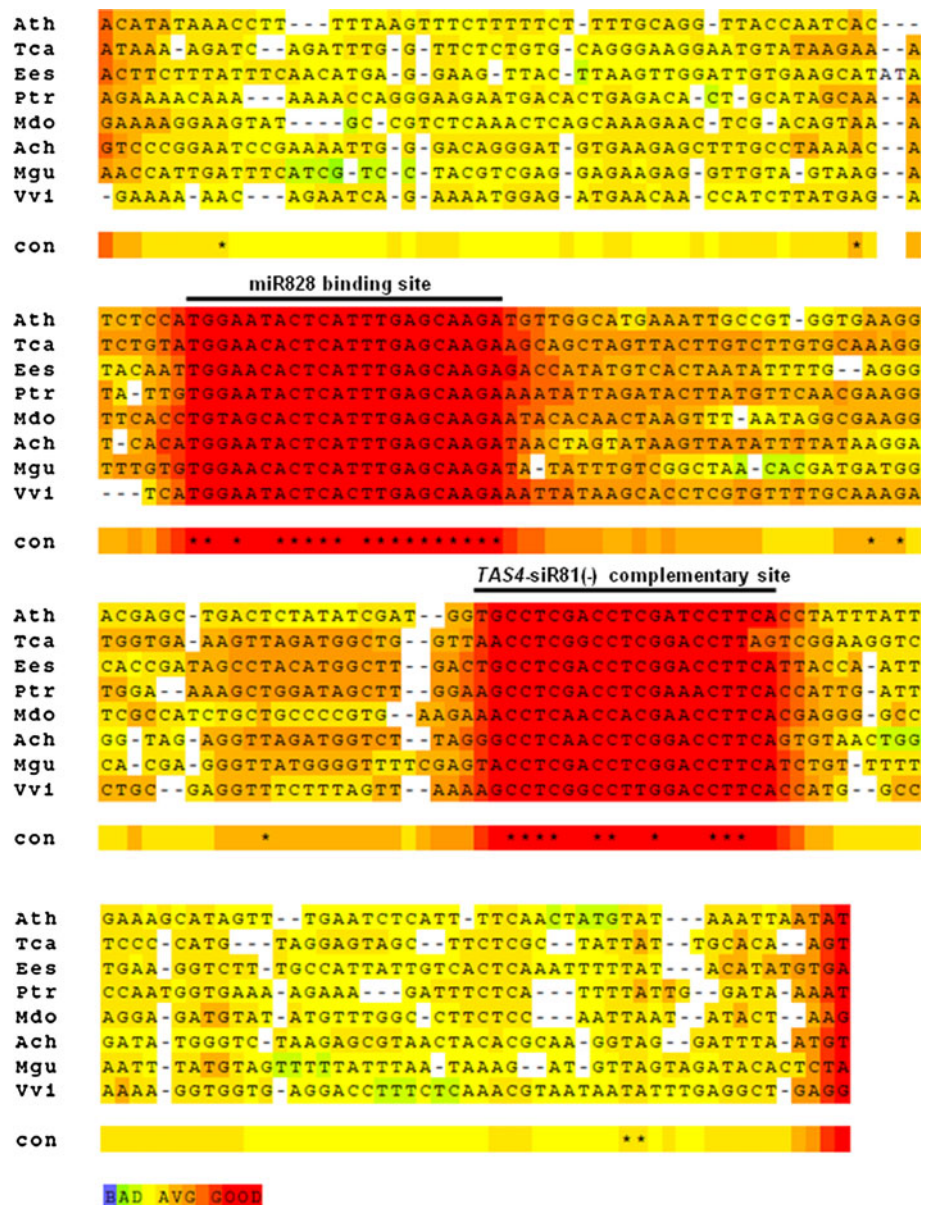 Ath ACATATAAACCTT---TTTAAGTTTCTTTTTCT-TTTGCAGG-TTACCAATCAC---
Tca ATAAA-AGATC--AGATTTG-G-TTCTCTGTG-CAGGGAAGGAATGTATAAGAA--A
Ees ACTTCTTTATTTCAACATGA-G-GAAG-TTAC-TTAAGTTGGATTGTGAAGCATATA
Ptr AGAAAACAAA---AAAACCAGGGAAGAATGACACTGAGACA-CT-GCATAGCAA--A
Mdo GAAAAGGAAGTAT----GC-CGTCTCAAACTCAGCAAAGAAC-TCG-ACAGTAA--A
Ach GTCCCGGAATCCGAAAATTG-G-GACAGGGAT-GTGAAGAGCTTTGCCTAAAAC--A
Mgu AACCATTGATTTCATCG-TC-C-TACGTCGAG-GAGAAGAG-GTTGTA-GTAAG--A
Vvi -GAAAA-AAC---AGAATCA-G-AAAATGGAG-ATGAACAA-CCATCTTATGAG--A
con * *
miR828 binding site
Ath TCTCCATGGAATACTCATTTGAGCAAGATGTTGGCATGAAATTGCCGT-GGTGAAGG
Tca TCTGTATGGAACACTCATTTGAGCAAGAAGCAGCTAGTTACTTGTCTTGTGCAAAGG
Ees TACAATTGGAACACTCATTTGAGCAAGAGACCATATGTCACTAATATTTTG--AGGG
Ptr TA-TTGTGGAATACTCATTTGAGCAAGAAAATATTAGATACTTATGTTCAACGAAGG
Mdo TTCACCTGTAGCACTCATTTGAGCAAGAATACACAACTAAGTTT-AATAGGCGAAGG
Ach T-CACATGGAATACTCATTTGAGCAAGATAACTAGTATAAGTTATATTTTATAAGGA
Mgu TTTGTGTGGAACACTCATTTGAGCAAGATA-TATTTGTCGGCTAA-CACGATGATGG
Vvi ---TCATGGAATACTCACTTGAGCAAGAAATTATAAGCACCTCGTGTTTTGCAAAGA
con ** * ***** ********** * *
TAS4-siR81(-) complementary site
Ath ACGAGC-TGACTCTATATCGAT--GGTGCCTCGACCTCGATCCTTCACCTATTTATT
Tca TGGTGA-AAGTTAGATGGCTG--GTTAACCTCGGCCTCGGACCTTAGTCGGAAGGTC
Ees CACCGATAGCCTACATGGCTT--GACTGCCTCGACCTCGGACCTTCATTACCA-ATT
Ptr TGGA--AAAGCTGGATAGCTT--GGAAGCCTCGACCTCGAAACTTCACCATTG-ATT
Mdo TCGCCATCTGCTGCCCCGTG--AAGAAACCTCAACCACGAACCTTCACGAGGG-GCC
Ach GG-TAG-AGGTTAGATGGTCT--TAGGGCCTCAACCTCGGACCTTCAGTGTAACTGG
Mgu CA-CGA-GGGTTATGGGGTTTTCGAGTACCTCGACCTCGGACCTTCATCTGT-TTTT
Vvi CTGC--GAGGTTTCTTTAGTT--AAAAGCCTCGGCCTTGGACCTTCACCATG--GCC
con * **** ** * ***
Ath GAAAGCATAGTT--TGAATCTCATT-TTCAACTATGTAT---AAATTAATAT
Tca TCCC-CATG---TAGGAGTAGC--TTCTCGC--TATTAT--TGCACA--AGT
Ees TGAA-GGTCTT-TGCCATTATTGTCACTCAAATTTTTAT---ACATATGTGA
Ptr CCAATGGTGAAA-AGAAA---GATTTCTCA---TTTTATTG--GATA-AAAT
Mdo AGGA-GATGTAT-ATGTTTGGC-CTTCTCC---AATTAAT-ATACT--AAG
Ach GATA-TGGGTC-TAAGAGCGTAACTACACGCAA-GGTAG--GATTTA-ATGT
Mgu AATT-TATGTAGTTTTTATTTAA-TAAAG--AT-GTTAGTAGATACACTCTA
Vvi AAAA-GGTGGTG-AGGACCTTTCTCAAACGTAATAATATTTGAGGCT-GAGG
con **
BAD AVG GOOD